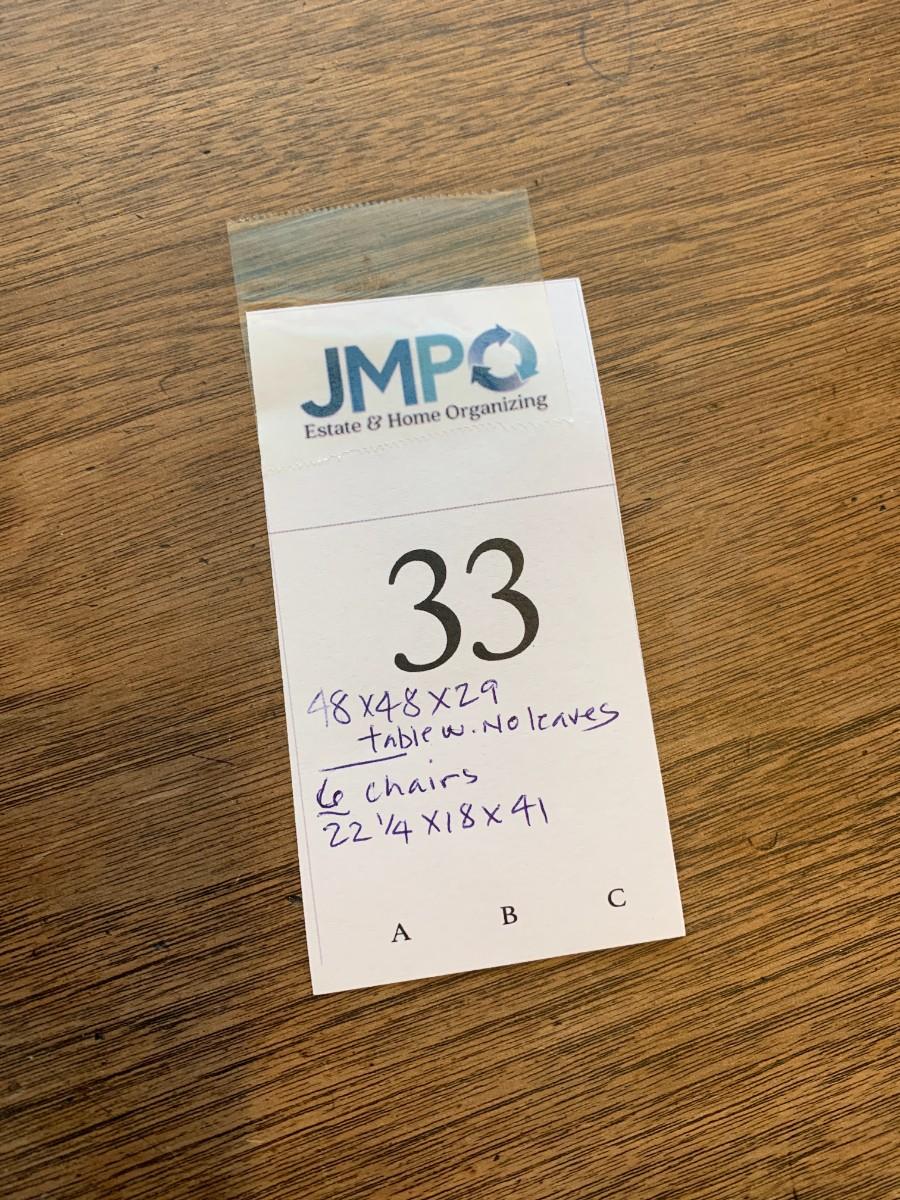 JMPO
Estate & Home Organizing
33
48x48x29
table w. No leaves
6 chairs
22 1/4 x18x41
A B C